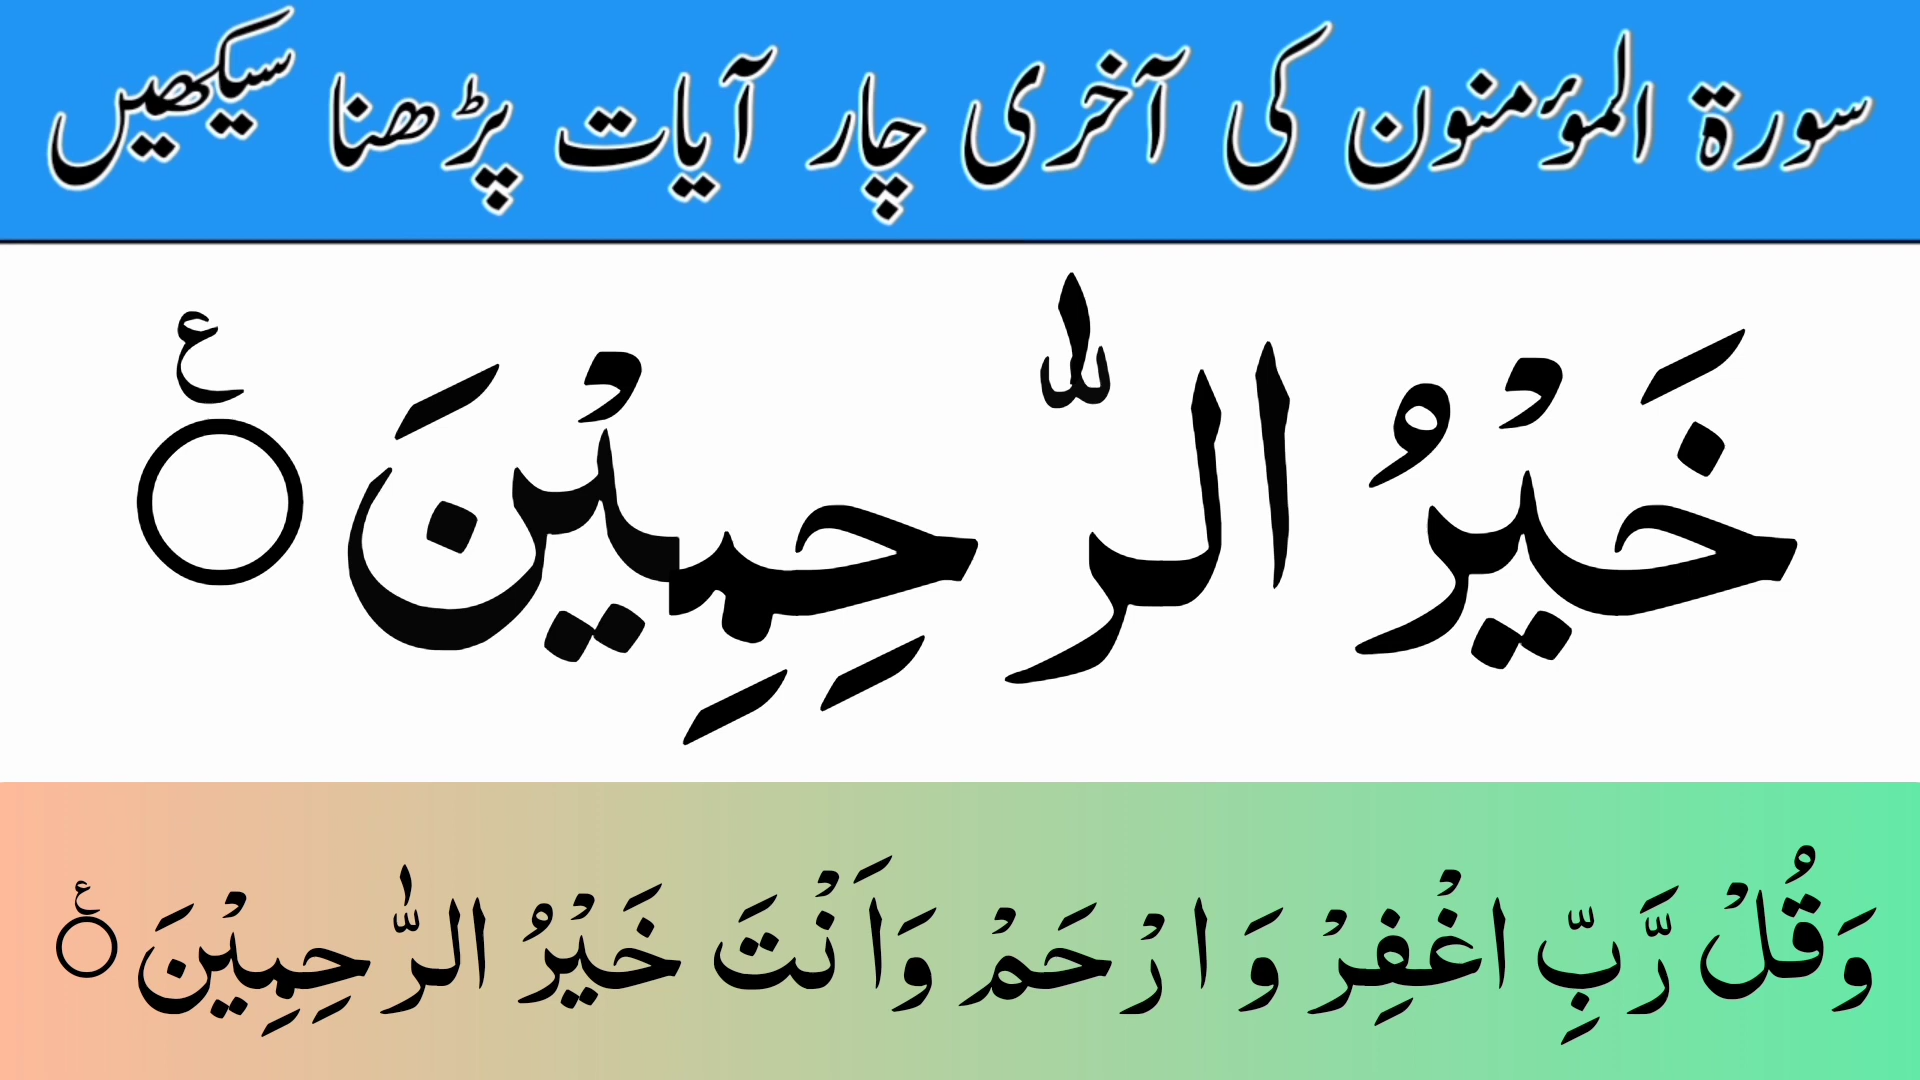 سورۃ المؤمنون کی آخری چار آیات پڑھنا سیکھیں
خَيْرُ الرّٰحِمِيْنَ ۝ ع
وَقُلْ رَّبِّ اغْفِرْ وَارْحَمْ وَاَنْتَ خَيْرُ الرّٰحِمِيْنَ ۝ ع